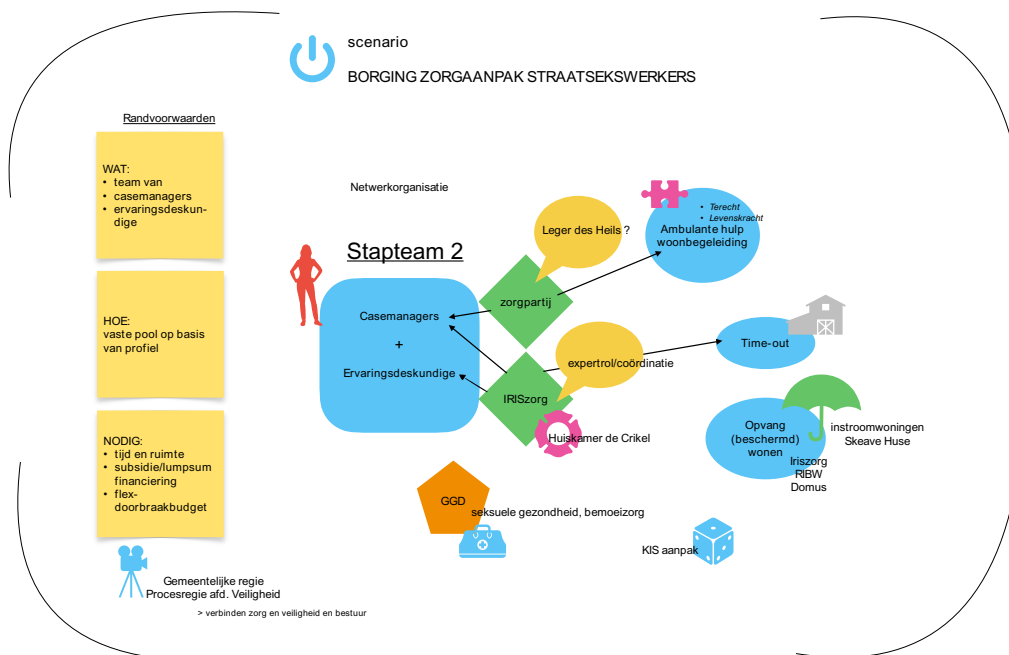 scenario
BORGING ZORGAANPAK STRAATSEKSWERKERS
Randvoorwaarden
WAT:
• team van
• casemanagers
• ervaringsdeskun-
dige
HOE:
vaste pool op basis
van profiel
NODIG:
• tijd en ruimte
• subsidie/lumpsum
financiering
• flex-
doorbraakbudget
Netwerkorganisatie
Stapteam 2
Casemanagers
+
Ervaringsdeskundige
Leger des Heils ?
zorgpartij
• Terecht
• Levenskracht
Ambulante hulp
woonbegeleiding
expertrol/coördinatie
IRISzorg
Huiskamer de Crikel
Time-out
Opvang
(beschermd)
wonen
instroomwoningen
Skeave Huse
Iriszorg
RIBW
Domus
GGD
seksuele gezondheid, bemoeizorg
KIS aanpak
Gemeentelijke regie
Procesregie afd. Veiligheid
> verbinden zorg en veiligheid en bestuur